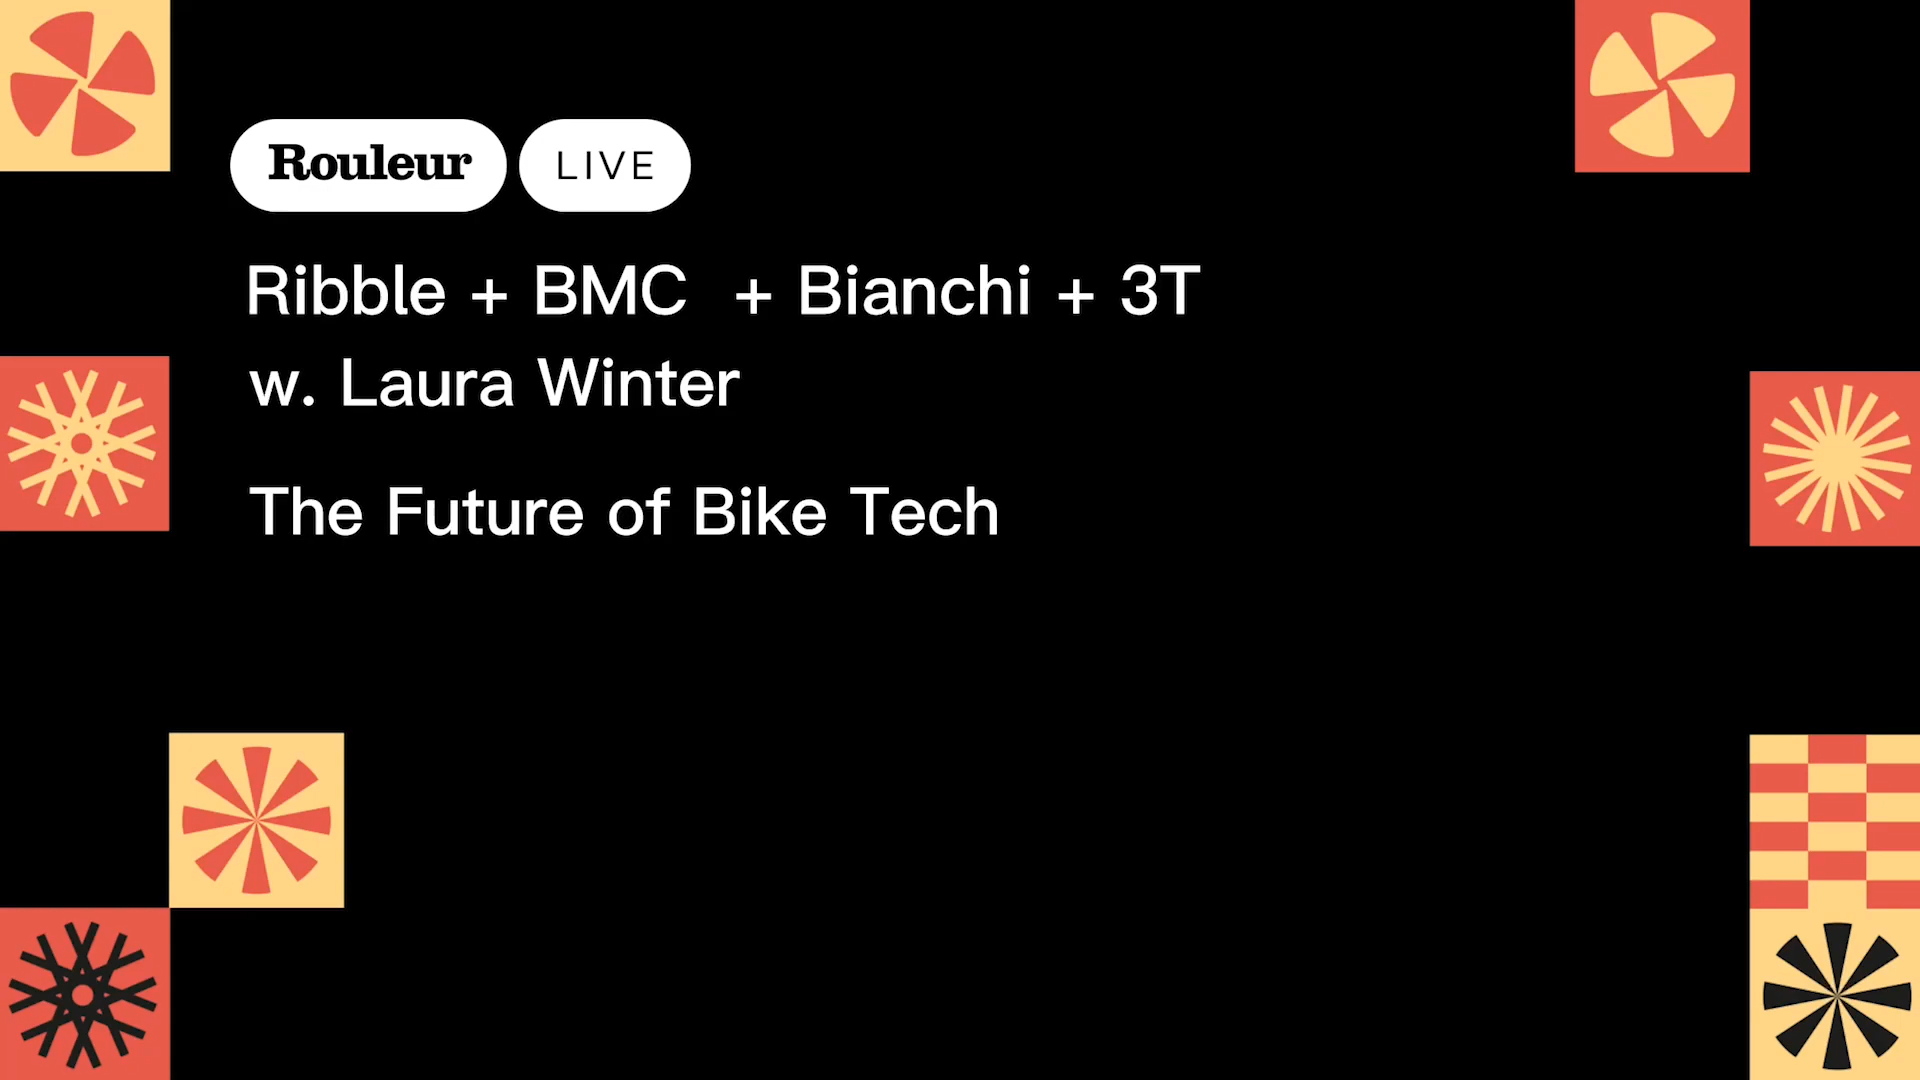 Rouleur LIVE
Ribble + BMC + Bianchi + 3T
w. Laura Winter
The Future of Bike Tech